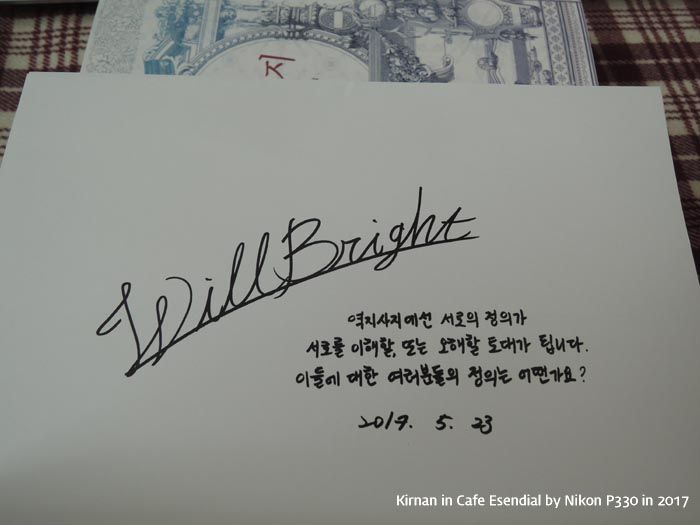 지
Will Bright
역지사지에선 서로의 정의가
서로를 이해할, 또는 오해할 토대가 됩니다.
이들에 대한 여러분들의 정의는 어떤가요?
2017. 5. 23
Kirnan in Cafe Esendial by Nikon P330 in 2017